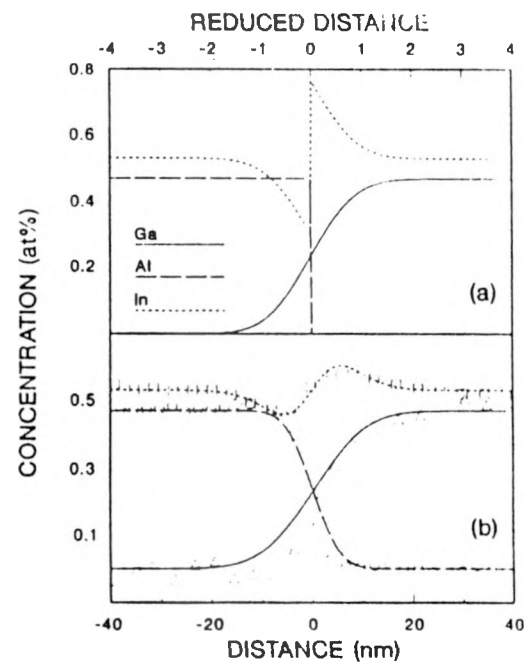 REDUCED DISTANCE
-4 -3 -2 -1 0 1 2 3 4
0.8
0.6
0.4
0.2
Ga
Al
In
(a)
CONCENTRATION (at%)
0.5
0.3
0.1
(b)
-40 -20 0 20 40
DISTANCE (nm)